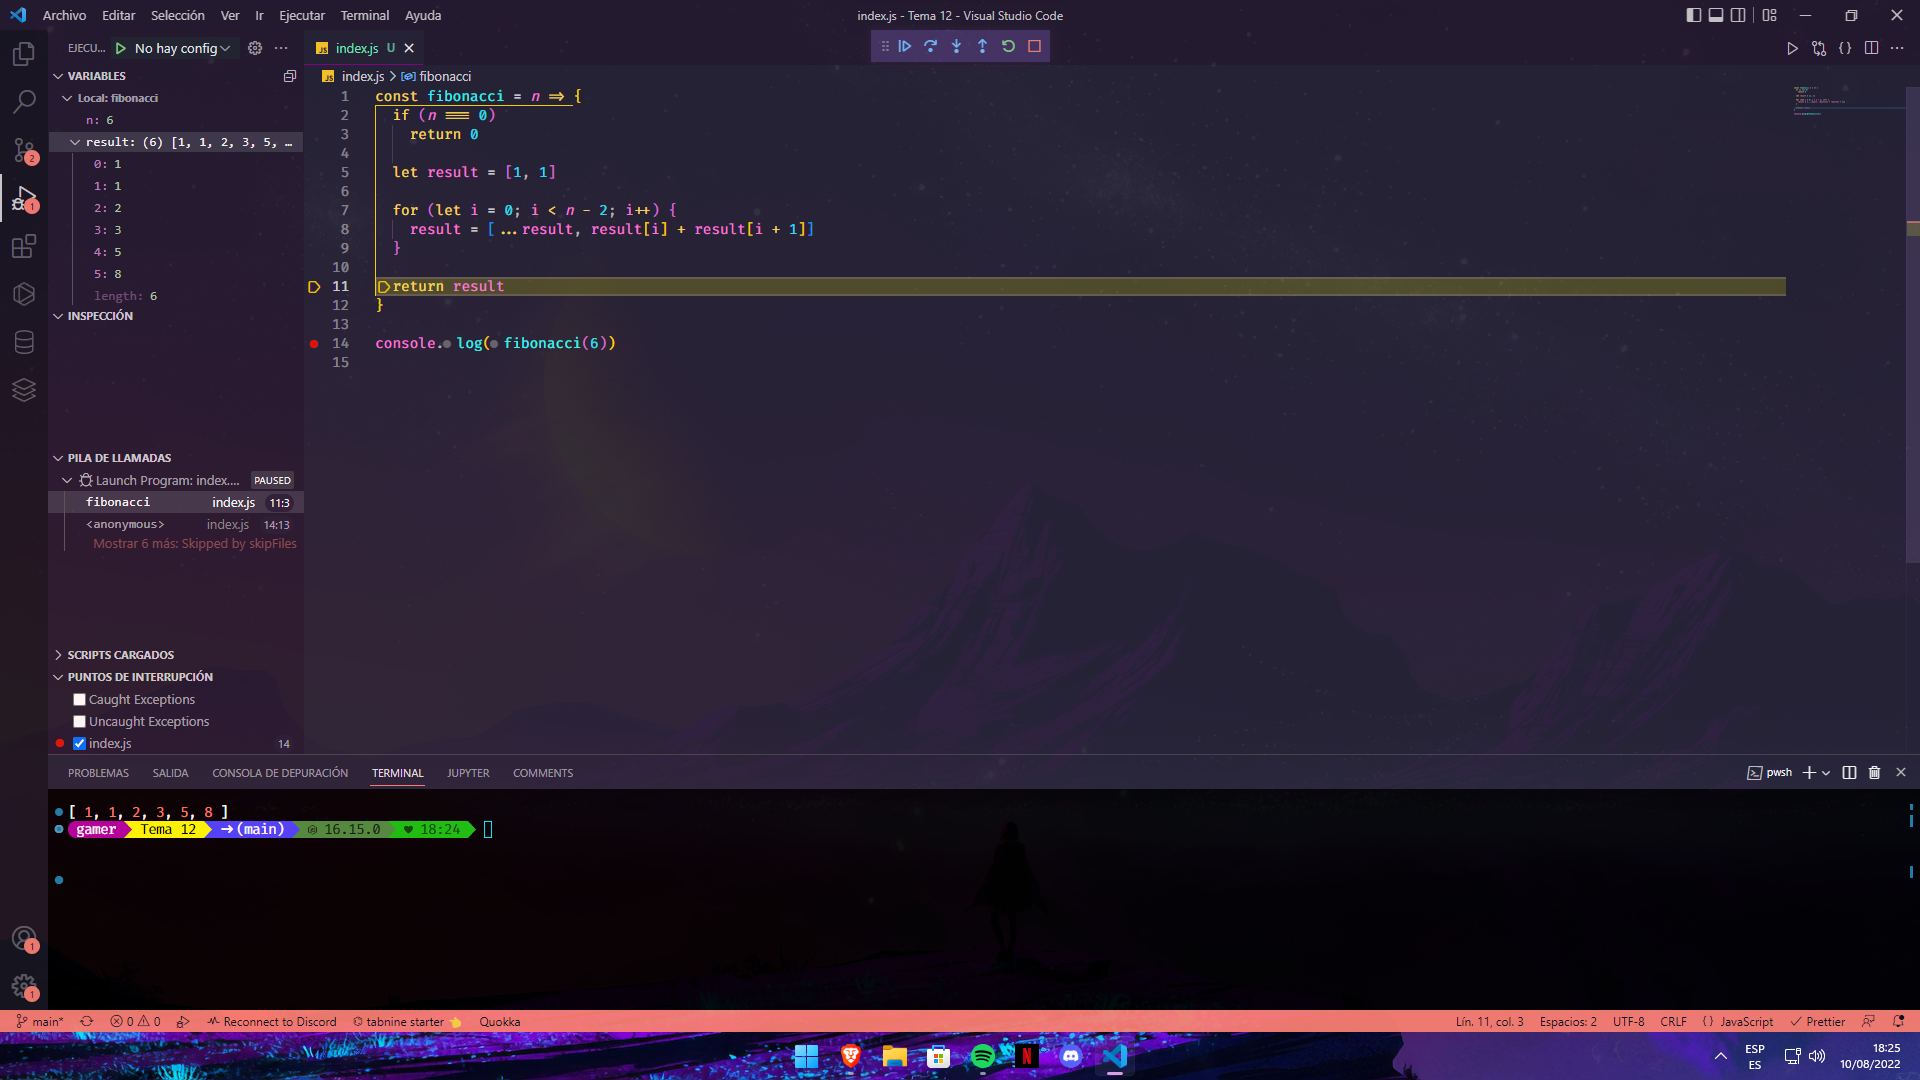 Archivo Editar Selección Ver Ir Ejecutar Terminal Ayuda
index.js - Tema 12 - Visual Studio Code
EJECU... No hay config
index.js U
index.js > fibonacci
VARIABLES
Local: fibonacci
n: 6
result: (6) [1, 1, 2, 3, 5, …
0: 1
1: 1
2: 2
3: 3
4: 5
5: 8
length: 6
INSPECCIÓN
PILA DE LLAMADAS
Launch Program: index.... PAUSED
fibonacci index.js 11:3
<anonymous> index.js 14:13
Mostrar 6 más: Skipped by skipFiles
SCRIPTS CARGADOS
PUNTOS DE INTERRUPCIÓN
Caught Exceptions
Uncaught Exceptions
index.js 14
1 const fibonacci = n => {
2 if (n === 0)
3 return 0
4
5 let result = [1, 1]
6
7 for (let i = 0; i < n - 2; i++) {
8 result = [...result, result[i] + result[i + 1]]
9 }
10
11 return result
12 }
13
14 console.log(fibonacci(6))
15
PROBLEMAS SALIDA CONSOLA DE DEPURACIÓN TERMINAL JUPYTER COMMENTS
pwsh
[ 1, 1, 2, 3, 5, 8 ]
gamer Tema 12 ➜(main) 16.15.0 ♥ 18:24
2
1
1
1
main* 0 0 Reconnect to Discord tabnine starter 👈 Quokka
Lín. 11, col. 3 Espacios: 2 UTF-8 CRLF {} JavaScript ✓ Prettier
ESP
ES
18:25
10/08/2022